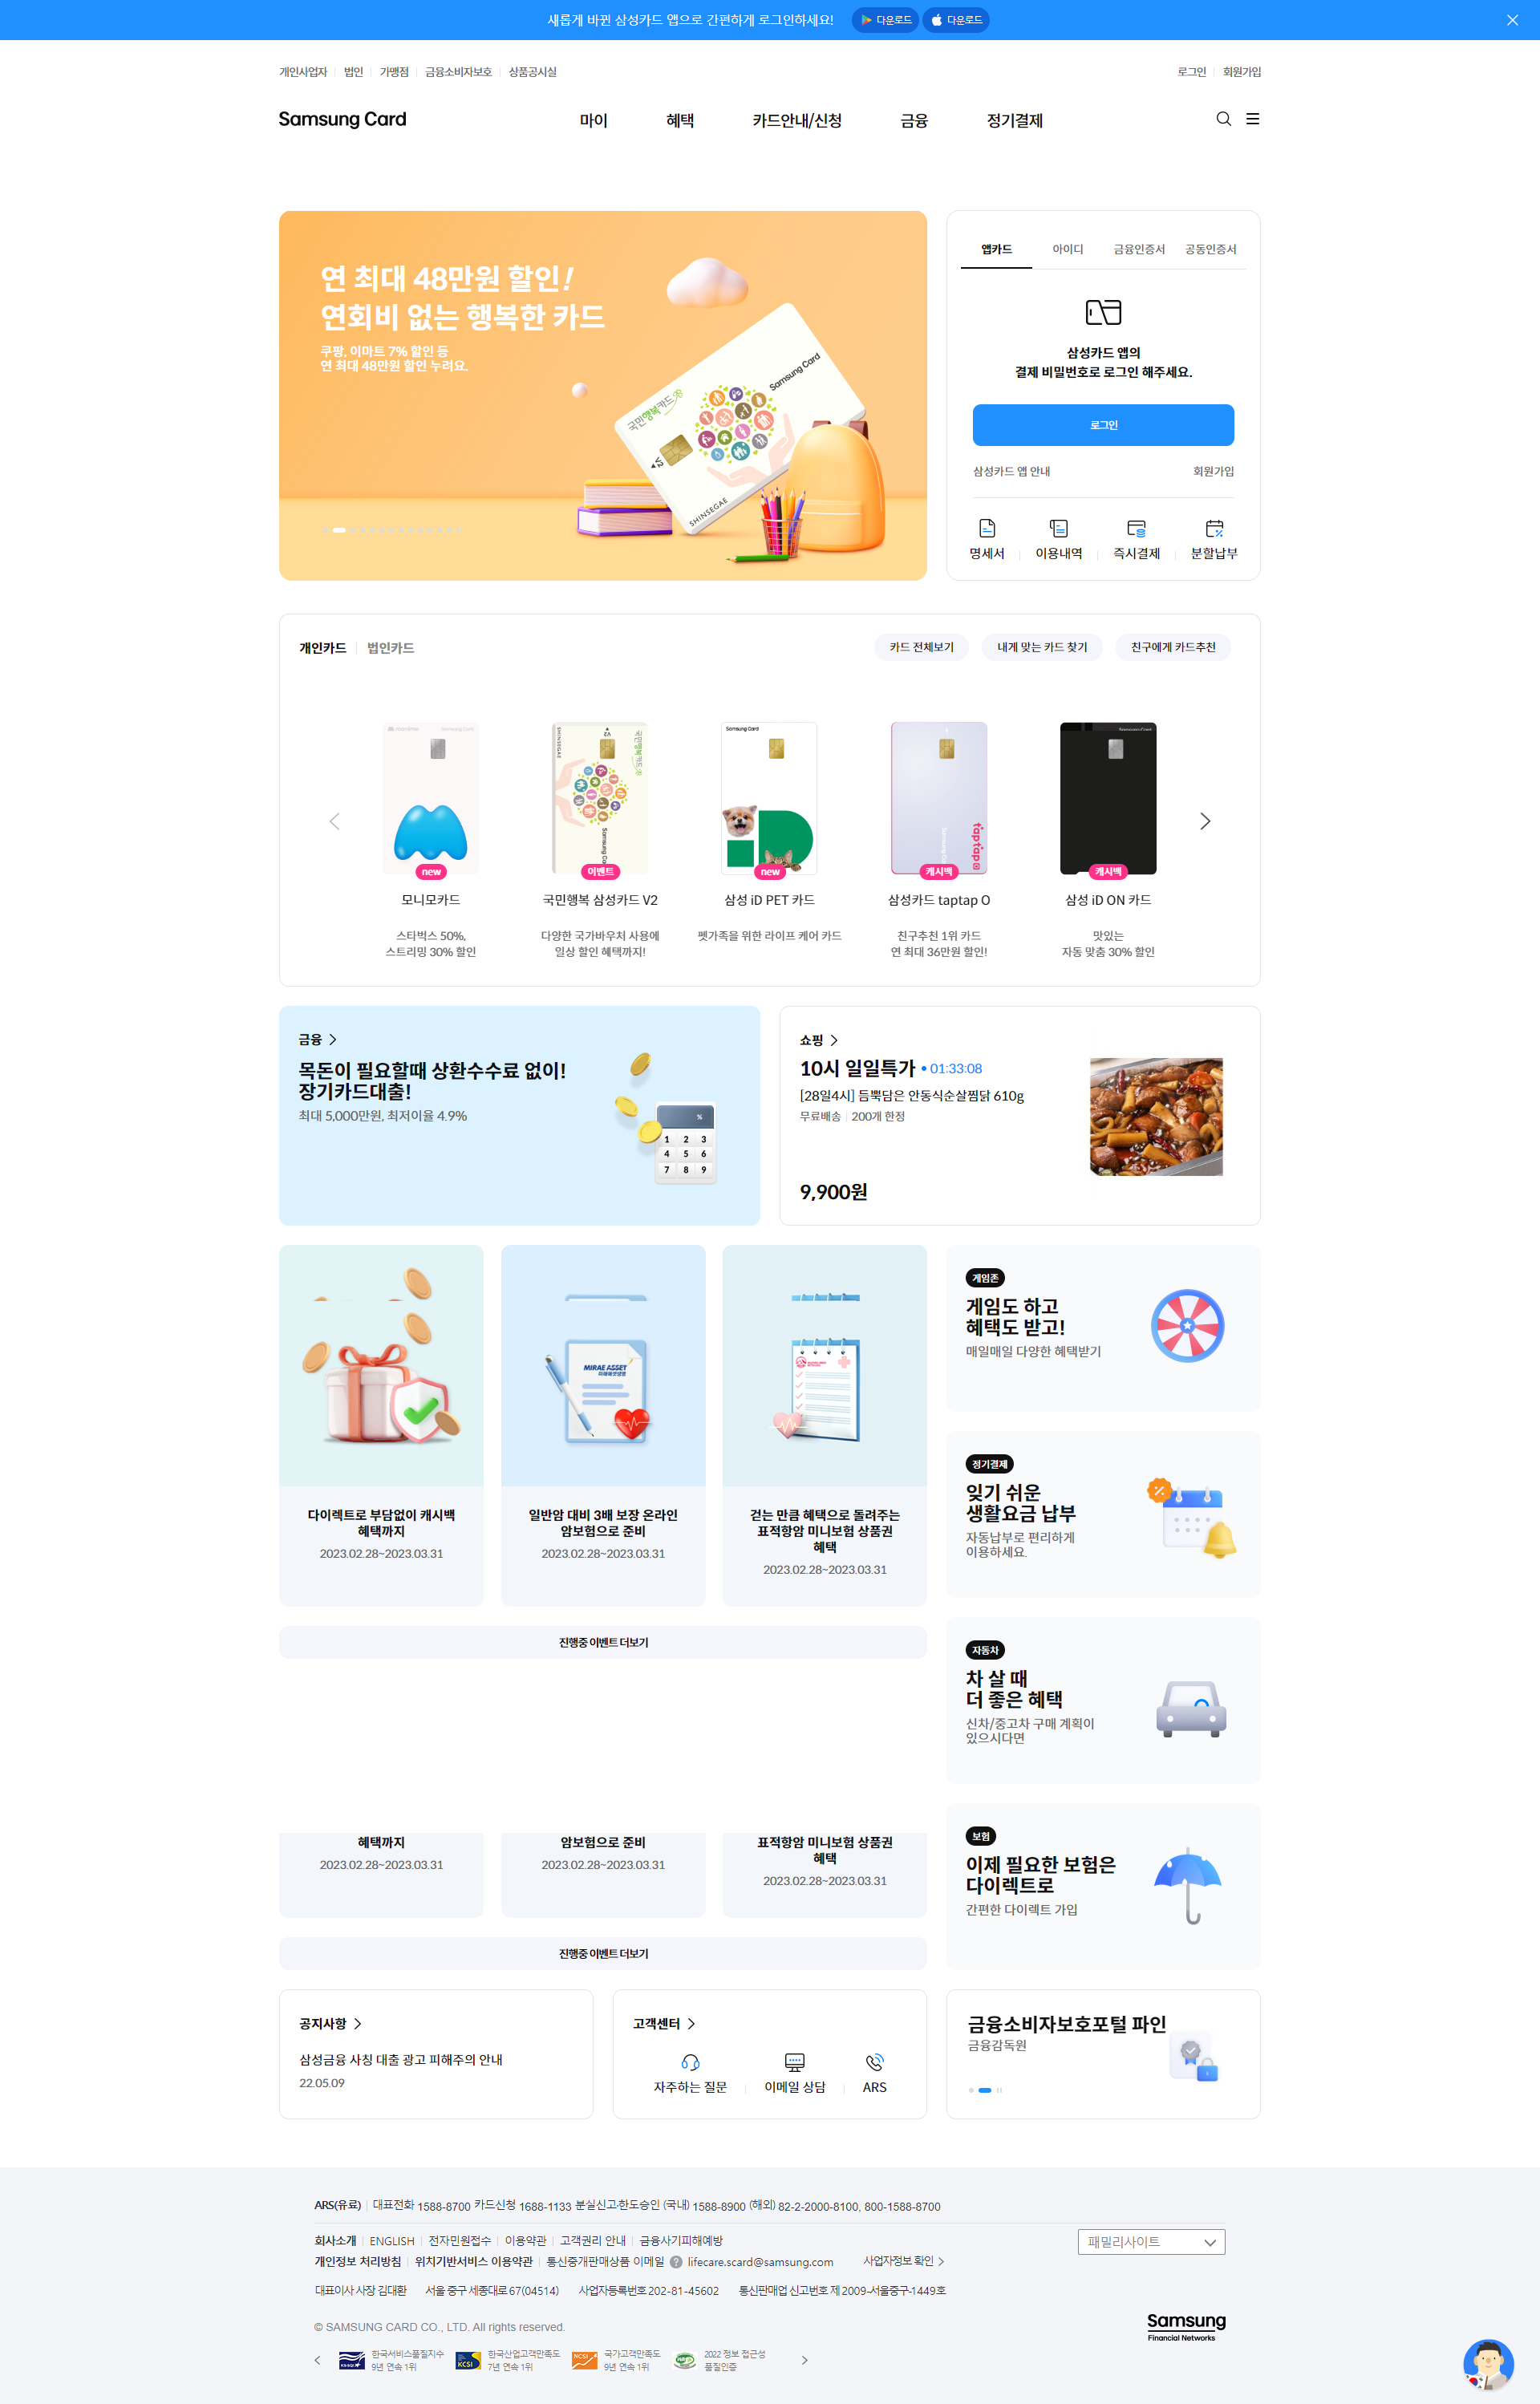 새롭게 바뀐 삼성카드 앱으로 간편하게 로그인하세요! 다운로드 다운로드
개인사업자 법인 가맹점 금융소비자보호 상품공시실
로그인 회원가입
Samsung Card
마이 혜택 카드안내/신청 금융 정기결제
연 최대 48만원 할인!
연회비 없는 행복한 카드
쿠팡, 이마트 7% 할인 등
연 최대 48만원 할인 누려요.
국민행복카드
Samsung Card
V2
SHINSEGAE
앱카드 아이디 금융인증서 공동인증서
삼성카드 앱의
결제 비밀번호로 로그인 해주세요.
로그인
삼성카드 앱 안내 회원가입
명세서 이용내역 즉시결제 분할납부
개인카드 법인카드
카드 전체보기 내게 맞는 카드 찾기 친구에게 카드추천
new
모니모카드
스타벅스 50%,
스트리밍 30% 할인
이벤트
국민행복 삼성카드 V2
다양한 국가바우처 사용에
일상 할인 혜택까지!
Samsung Card
new
삼성 iD PET 카드
펫가족을 위한 라이프 케어 카드
taptap O
캐시백
삼성카드 taptap O
친구추천 1위 카드
연 최대 36만원 할인!
캐시백
삼성 iD ON 카드
맛있는
자동 맞춤 30% 할인
금융
목돈이 필요할때 상환수수료 없이!
장기카드대출!
최대 5,000만원, 최저이율 4.9%
%
1 2 3
4 5 6
7 8 9
쇼핑
10시 일일특가 • 01:33:08
[28일4시] 듬뿍담은 안동식순살찜닭 610g
무료배송 200개 한정
9,900원
다이렉트로 부담없이 캐시백
혜택까지
2023.02.28~2023.03.31
MIRAE ASSET
미래에셋생명
일반암 대비 3배 보장 온라인
암보험으로 준비
2023.02.28~2023.03.31
걷는 만큼 혜택으로 돌려주는
표적항암 미니보험 상품권
혜택
2023.02.28~2023.03.31
진행중 이벤트 더보기
게임존
게임도 하고
혜택도 받고!
매일매일 다양한 혜택받기
정기결제
잊기 쉬운
생활요금 납부
자동납부로 편리하게
이용하세요.
자동차
차 살 때
더 좋은 혜택
신차/중고차 구매 계획이
있으시다면
보험
이제 필요한 보험은
다이렉트로
간편한 다이렉트 가입
혜택까지
2023.02.28~2023.03.31
암보험으로 준비
2023.02.28~2023.03.31
표적항암 미니보험 상품권
혜택
2023.02.28~2023.03.31
진행중 이벤트 더보기
공지사항
삼성금융 사칭 대출 광고 피해주의 안내
22.05.09
고객센터
자주하는 질문 이메일 상담 ARS
금융소비자보호포털 파인
금융감독원
ARS(유료) 대표전화 1588-8700 카드신청 1688-1133 분실신고·한도승인 (국내) 1588-8900 (해외) 82-2-2000-8100, 800-1588-8700
회사소개 ENGLISH 전자민원접수 이용약관 고객권리 안내 금융사기피해예방
패밀리사이트
개인정보 처리방침 위치기반서비스 이용약관 통신중개판매상품 이메일 ? lifecare.scard@samsung.com 사업자정보 확인
대표이사 사장 김대환 서울 중구 세종대로 67(04514) 사업자등록번호 202-81-45602 통신판매업 신고번호 제 2009-서울중구-1449호
© SAMSUNG CARD CO., LTD. All rights reserved.
Samsung
Financial Networks
한국서비스품질지수
9년 연속 1위
KCSI
한국산업고객만족도
7년 연속 1위
NCSI
국가고객만족도
9년 연속 1위
2022 정보 접근성
품질인증